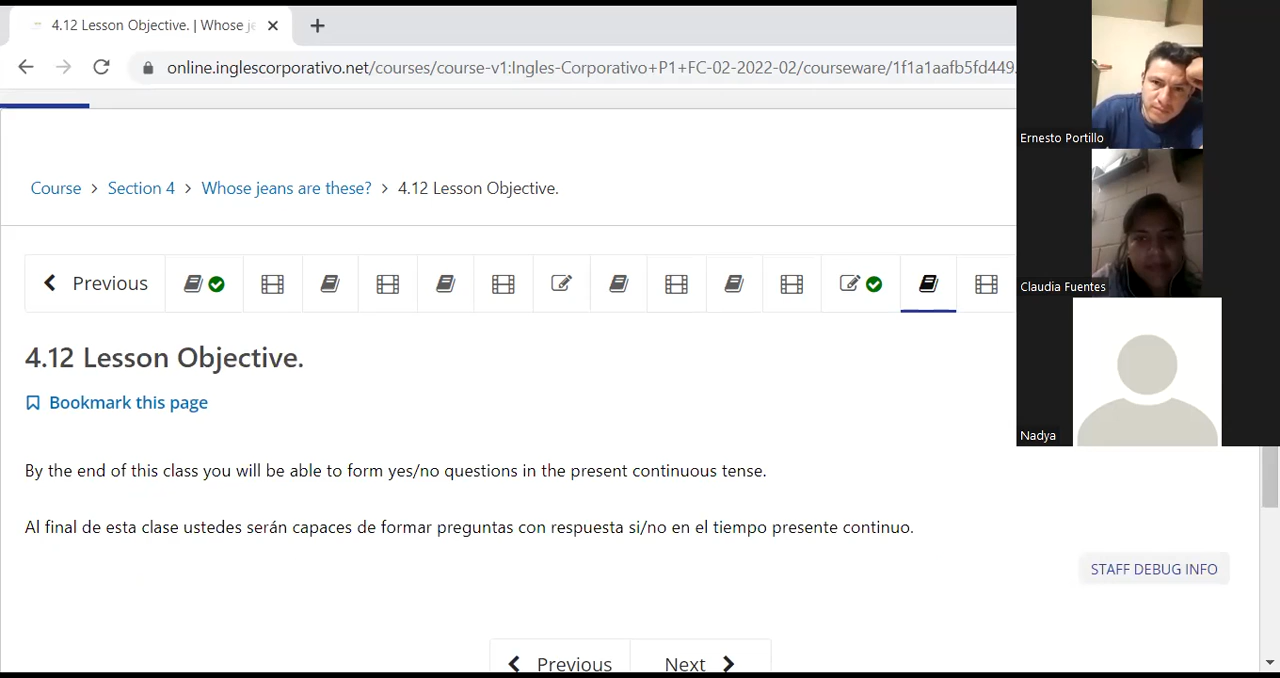 4.12 Lesson Objective. | Whose je
online.inglescorporativo.net/courses/course-v1:Ingles-Corporativo+P1+FC-02-2022-02/courseware/1f1a1aafb5fd449.
Ernesto Portillo
Course > Section 4 > Whose jeans are these? > 4.12 Lesson Objective.
Previous
Claudia Fuentes
4.12 Lesson Objective.
Bookmark this page
Nadya
By the end of this class you will be able to form yes/no questions in the present continuous tense.
Al final de esta clase ustedes serán capaces de formar preguntas con respuesta si/no en el tiempo presente continuo.
STAFF DEBUG INFO
Previous Next